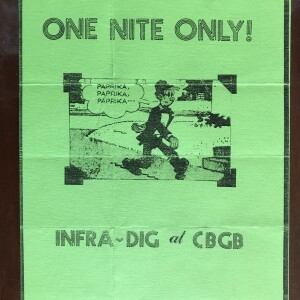 ONE NITE ONLY!
PAPRIKA,
PAPRIKA,
PAPRIKA---
INFRA-DIG at CBGB